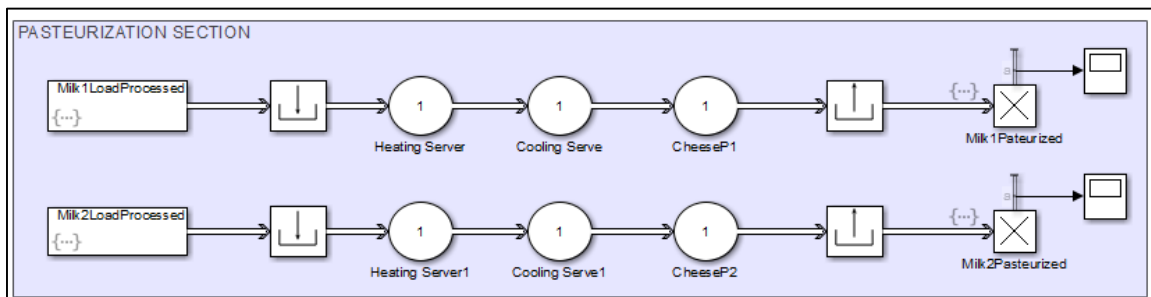 PASTEURIZATION SECTION
Milk1LoadProcessed
{...}
1
Heating Server
1
Cooling Serve
1
CheeseP1
{...}
a
Milk1Pateurized
Milk2LoadProcessed
{...}
1
Heating Server1
1
Cooling Serve1
1
CheeseP2
{...}
a
Milk2Pasteurized